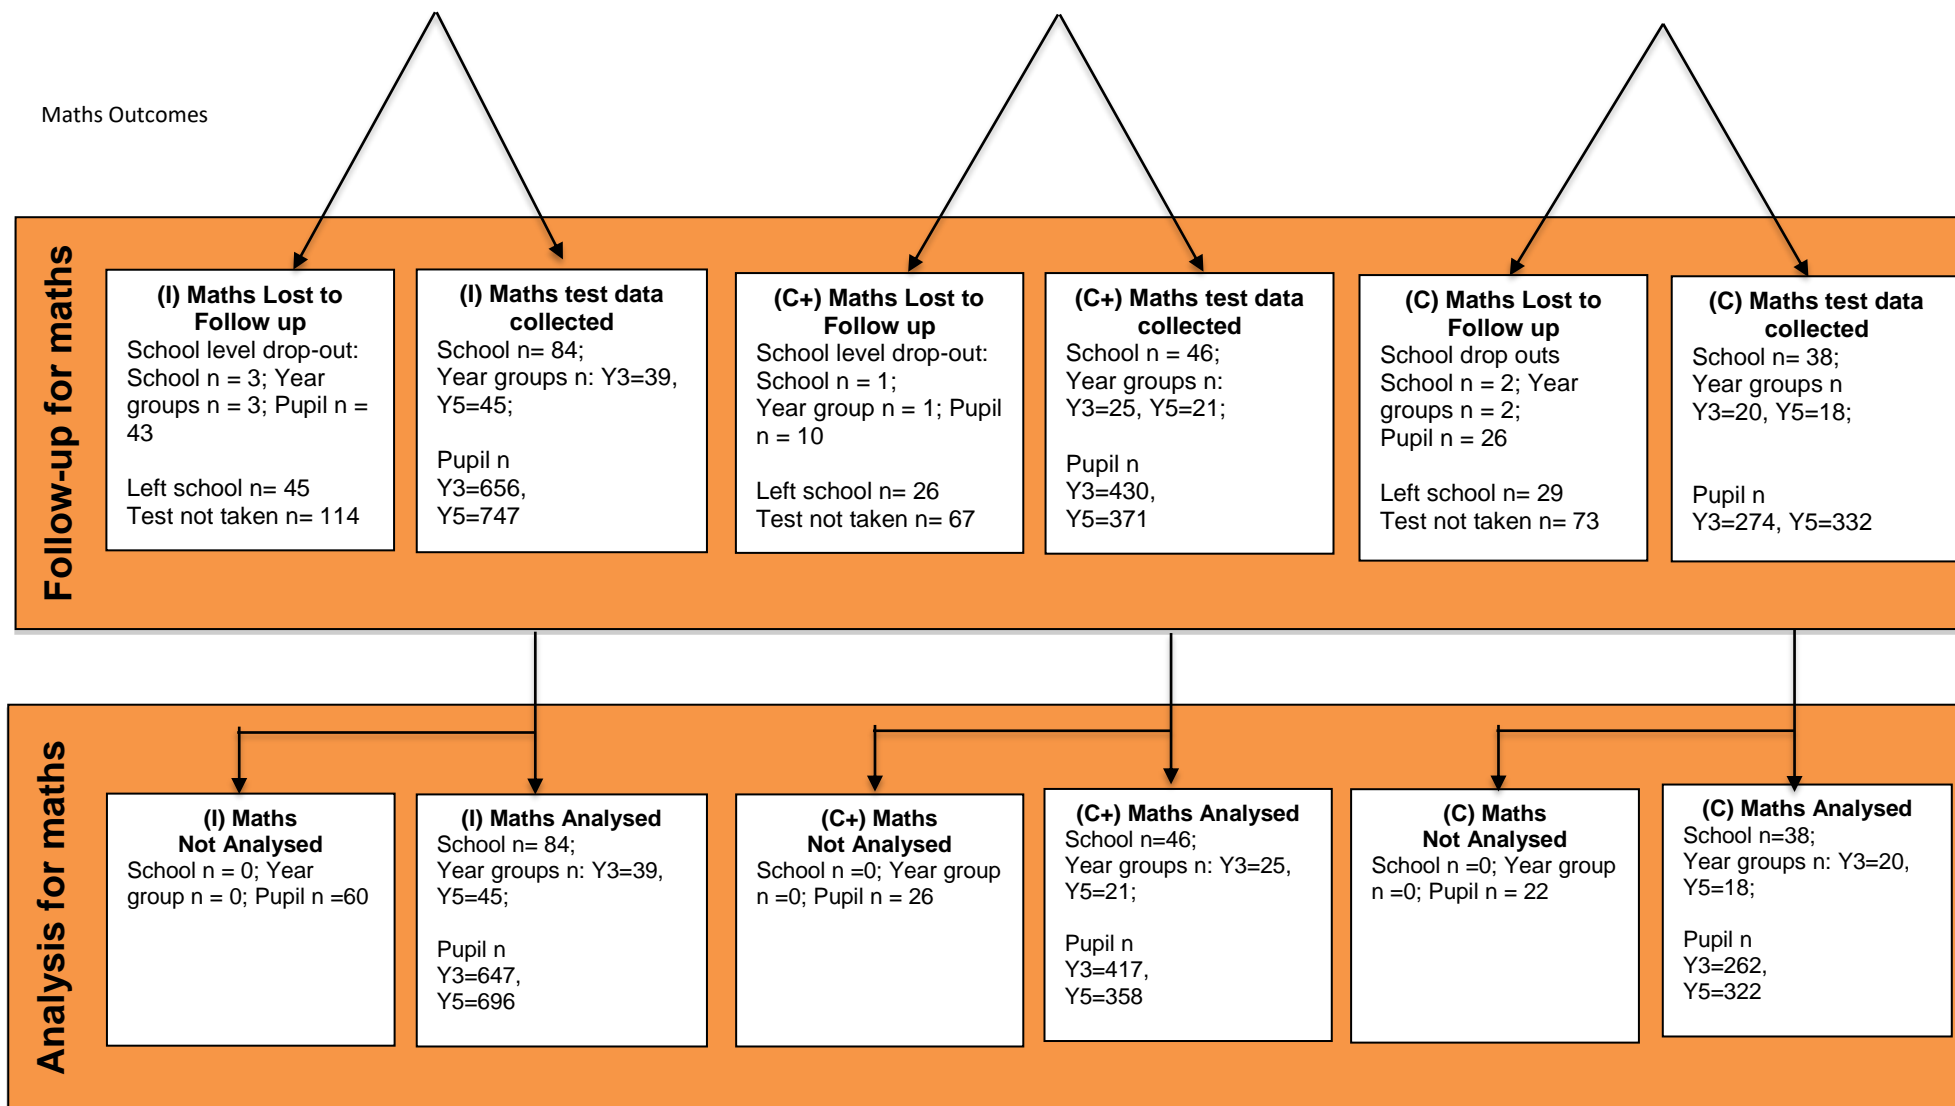 Maths Outcomes
Follow-up for maths
(I) Maths Lost to
Follow up
School level drop-out:
School n = 3; Year
groups n = 3; Pupil n =
43
Left school n= 45
Test not taken n= 114
(I) Maths test data
collected
School n= 84;
Year groups n: Y3=39,
Y5=45;
Pupil n
Y3=656,
Y5=747
(C+) Maths Lost to
Follow up
School level drop-out:
School n = 1;
Year group n = 1; Pupil
n = 10
Left school n= 26
Test not taken n= 67
(C+) Maths test data
collected
School n = 46;
Year groups n:
Y3=25, Y5=21;
Pupil n
Y3=430,
Y5=371
(C) Maths Lost to
Follow up
School drop outs
School n = 2; Year
groups n = 2;
Pupil n = 26
Left school n= 29
Test not taken n= 73
(C) Maths test data
collected
School n= 38;
Year groups n
Y3=20, Y5=18;
Pupil n
Y3=274, Y5=332
Analysis for maths
(I) Maths
Not Analysed
School n = 0; Year
group n = 0; Pupil n =60
(I) Maths Analysed
School n= 84;
Year groups n: Y3=39,
Y5=45;
Pupil n
Y3=647,
Y5=696
(C+) Maths
Not Analysed
School n =0; Year group
n =0; Pupil n = 26
(C+) Maths Analysed
School n=46;
Year groups n: Y3=25,
Y5=21;
Pupil n
Y3=417,
Y5=358
(C) Maths
Not Analysed
School n =0; Year group
n =0; Pupil n = 22
(C) Maths Analysed
School n=38;
Year groups n: Y3=20,
Y5=18;
Pupil n
Y3=262,
Y5=322